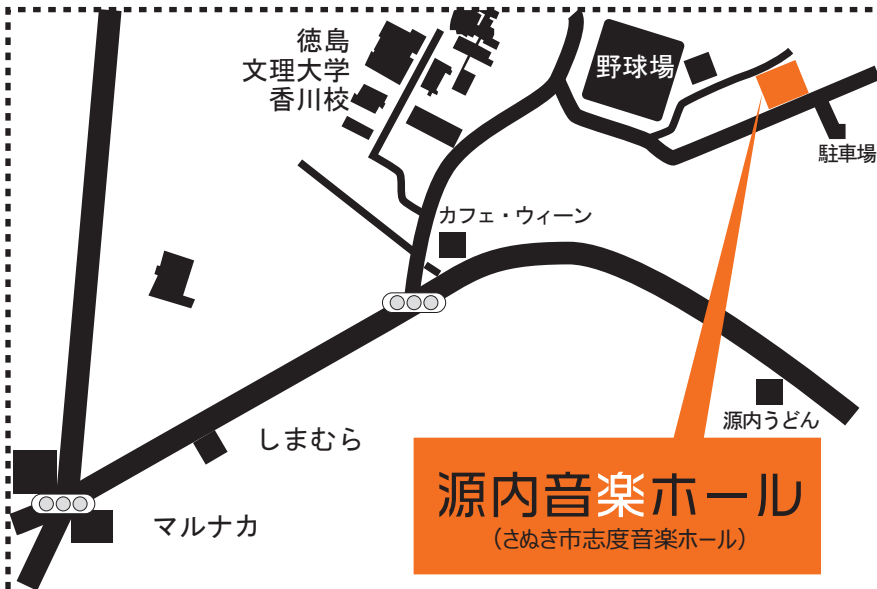 徳島
文理大学
香川校
野球場
駐車場
カフェ・ウィーン
源内うどん
しまむら
マルナカ
源内音楽ホール
（さぬき市志度音楽ホール）